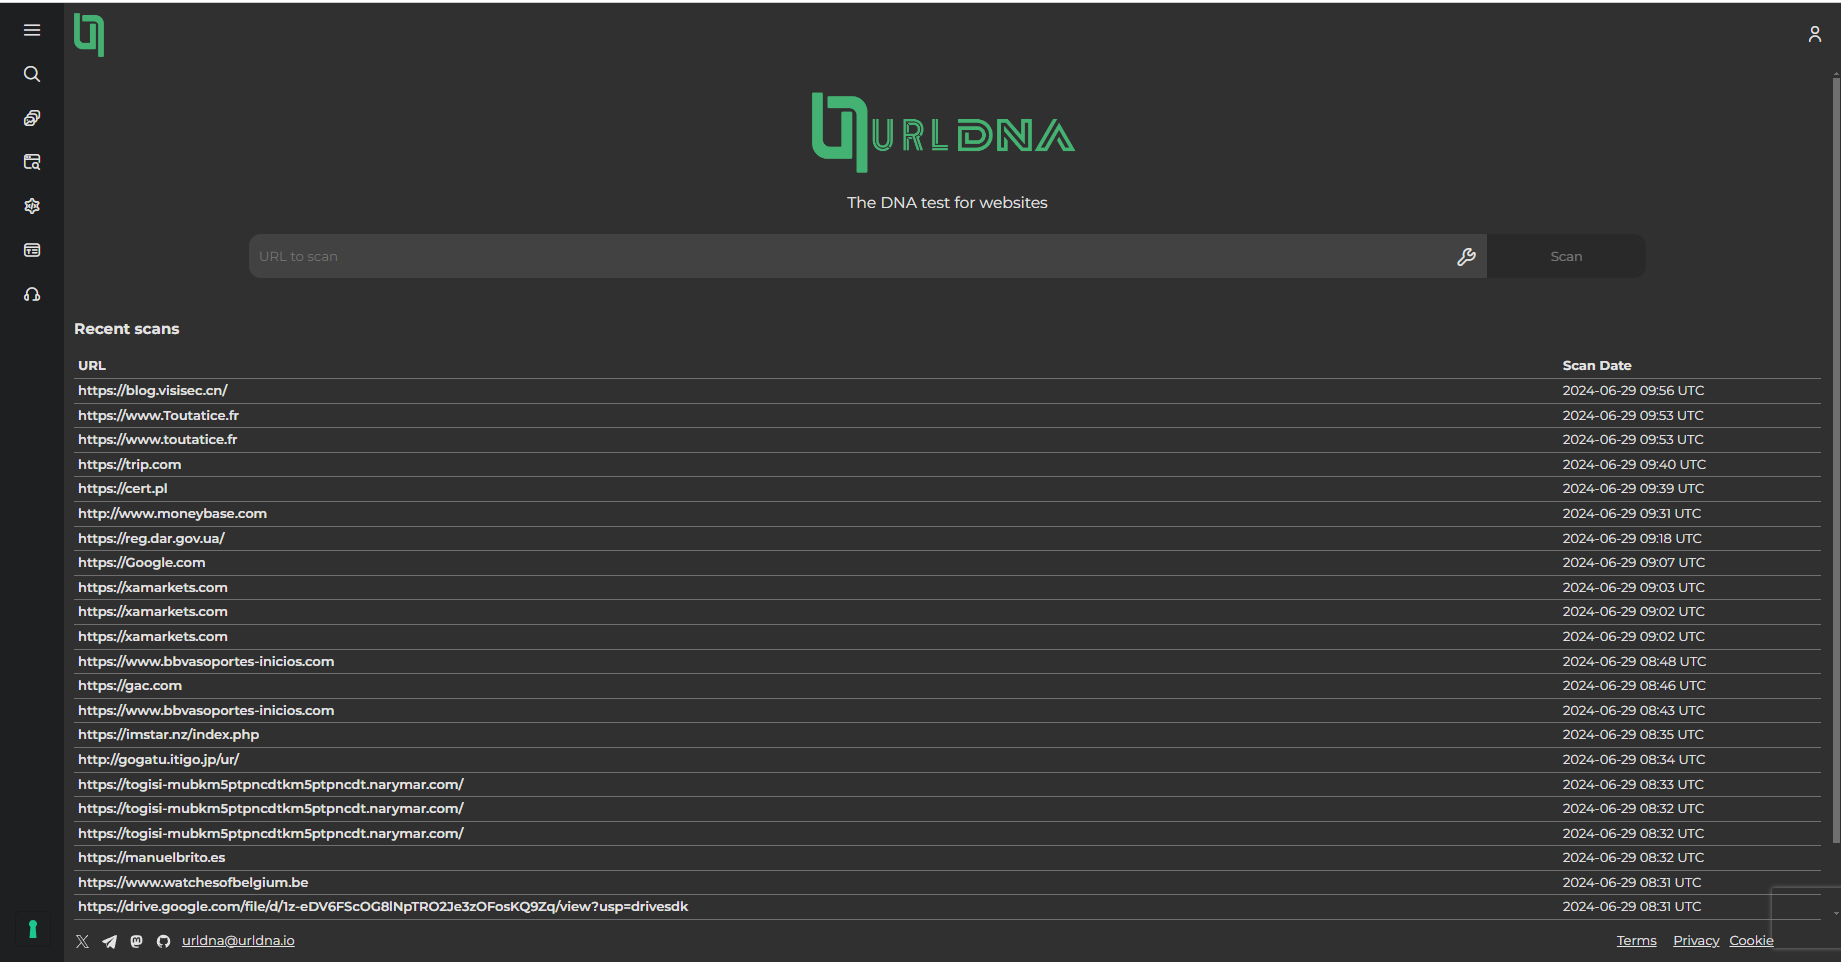 URLDNA
The DNA test for websites
URL to scan
Scan
Recent scans
URL Scan Date
https://blog.visisec.cn/ 2024-06-29 09:56 UTC
https://www.Toutatice.fr 2024-06-29 09:53 UTC
https://www.toutatice.fr 2024-06-29 09:53 UTC
https://trip.com 2024-06-29 09:40 UTC
https://cert.pl 2024-06-29 09:39 UTC
http://www.moneybase.com 2024-06-29 09:31 UTC
https://reg.dar.gov.ua/ 2024-06-29 09:18 UTC
https://Google.com 2024-06-29 09:07 UTC
https://xamarkets.com 2024-06-29 09:03 UTC
https://xamarkets.com 2024-06-29 09:02 UTC
https://xamarkets.com 2024-06-29 09:02 UTC
https://www.bbvasoportes-inicios.com 2024-06-29 08:48 UTC
https://gac.com 2024-06-29 08:46 UTC
https://www.bbvasoportes-inicios.com 2024-06-29 08:43 UTC
https://imstar.nz/index.php 2024-06-29 08:35 UTC
http://gogatu.itigo.jp/ur/ 2024-06-29 08:34 UTC
https://togisi-mubkm5ptpncdtkm5ptpncdt.narymar.com/ 2024-06-29 08:33 UTC
https://togisi-mubkm5ptpncdtkm5ptpncdt.narymar.com/ 2024-06-29 08:32 UTC
https://togisi-mubkm5ptpncdtkm5ptpncdt.narymar.com/ 2024-06-29 08:32 UTC
https://manuelbrito.es 2024-06-29 08:32 UTC
https://www.watchesofbelgium.be 2024-06-29 08:31 UTC
https://drive.google.com/file/d/1z-eDV6FScOG8lNpTRO2Je3zOFosKQ9Zq/view?usp=drivesdk 2024-06-29 08:31 UTC
urldna@urldna.io Terms Privacy Cookie